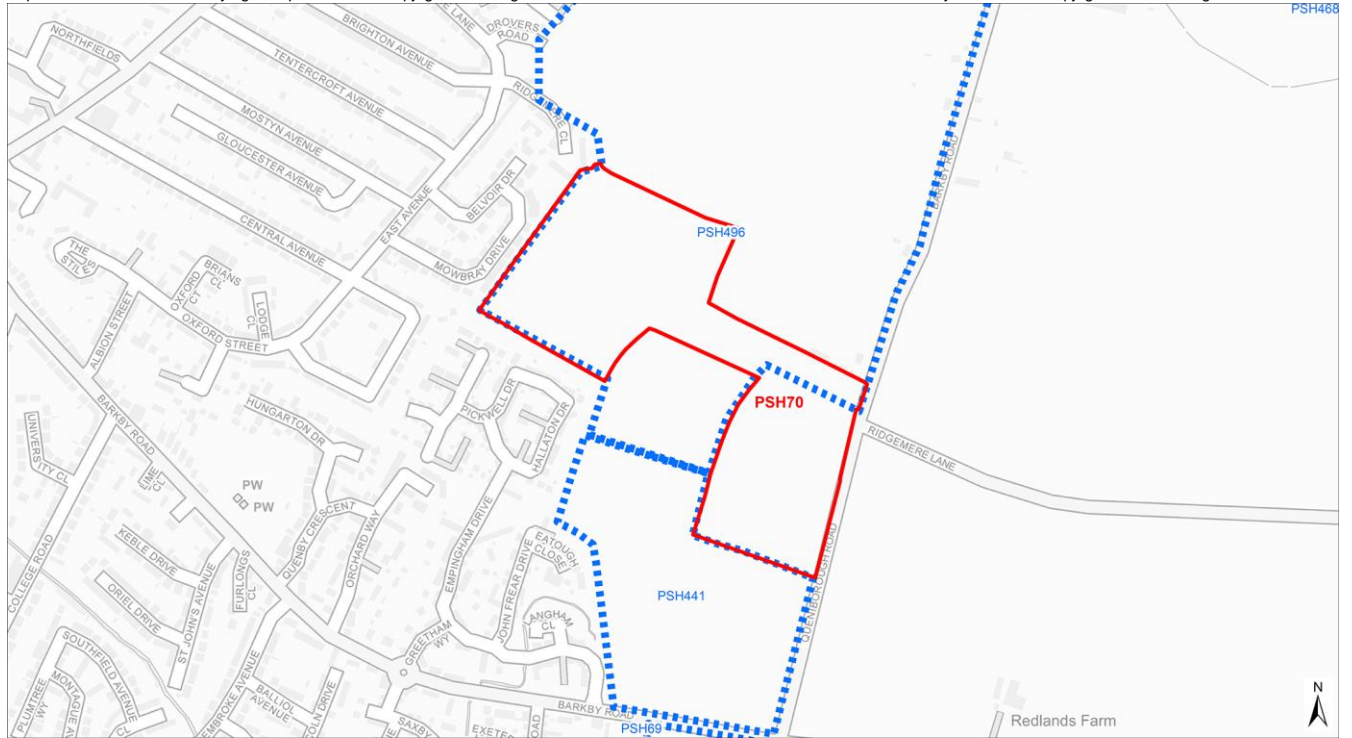 PSH468
DROVERS
ROAD
BRIGHTON AVENUE
NORTHFIELDS
TENTERCROFT AVENUE
RIDGEMERE CL
MOSTYN AVENUE
GLOUCESTER AVENUE
BARKBY ROAD
BELVOIR DR
EAST AVENUE
CENTRAL AVENUE
PSH496
MOWBRAY DRIVE
THE
STILES
BRIANS
CL
OXFORD
CT
LODGE
CL
ALBION STREET
OXFORD STREET
PICKWELL DR
HALLATON DR
PSH70
HUNGARTON DR
BARKBY ROAD
RIDGEMERE LANE
UNIVERSITY CL
LIME
CL
PW
PW
QUENBY CRESCENT
ORCHARD WAY
EMPINGHAM DRIVE
EATOUGH
CLOSE
KEBLE DRIVE
COLLEGE ROAD
ORIEL DRIVE
ST JOHN'S AVENUE
FURLONGS
CL
JOHN FREAR DRIVE
PSH441
QUENIBOROUGH ROAD
LANGHAM
CL
GREETHAM
WY
SOUTHFIELD AVENUE
PLUMTREE
WY
MONTAGUE
BALLIOL
AVENUE
BARKBY ROAD
PSH69
N
Redlands Farm